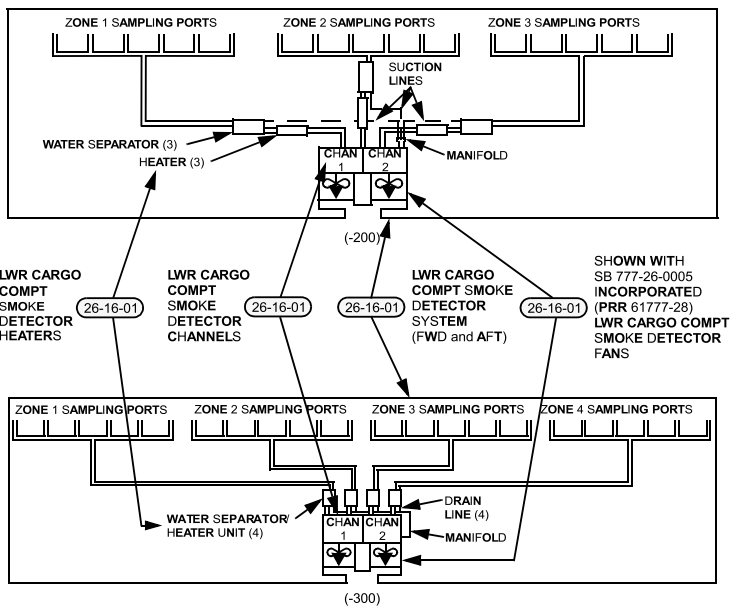 ZONE 1 SAMPLING PORTS
ZONE 2 SAMPLING PORTS
ZONE 3 SAMPLING PORTS
SUCTION
LINES
WATER SEPARATOR (3)
HEATER (3)
CHAN
1
CHAN
2
MANIFOLD
(-200)
LWR CARGO
COMPT
SMOKE
DETECTOR
HEATERS
26-16-01
LWR CARGO
COMPT
SMOKE
DETECTOR
CHANNELS
26-16-01
26-16-01
LWR CARGO
COMPT SMOKE
DETECTOR
SYSTEM
(FWD and AFT)
26-16-01
SHOWN WITH
SB 777-26-0005
INCORPORATED
(PRR 61777-28)
LWR CARGO COMPT
SMOKE DETECTOR
FANS
ZONE 1 SAMPLING PORTS
ZONE 2 SAMPLING PORTS
ZONE 3 SAMPLING PORTS
ZONE 4 SAMPLING PORTS
WATER SEPARATOR/
HEATER UNIT (4)
CHAN
1
CHAN
2
DRAIN
LINE (4)
MANIFOLD
(-300)